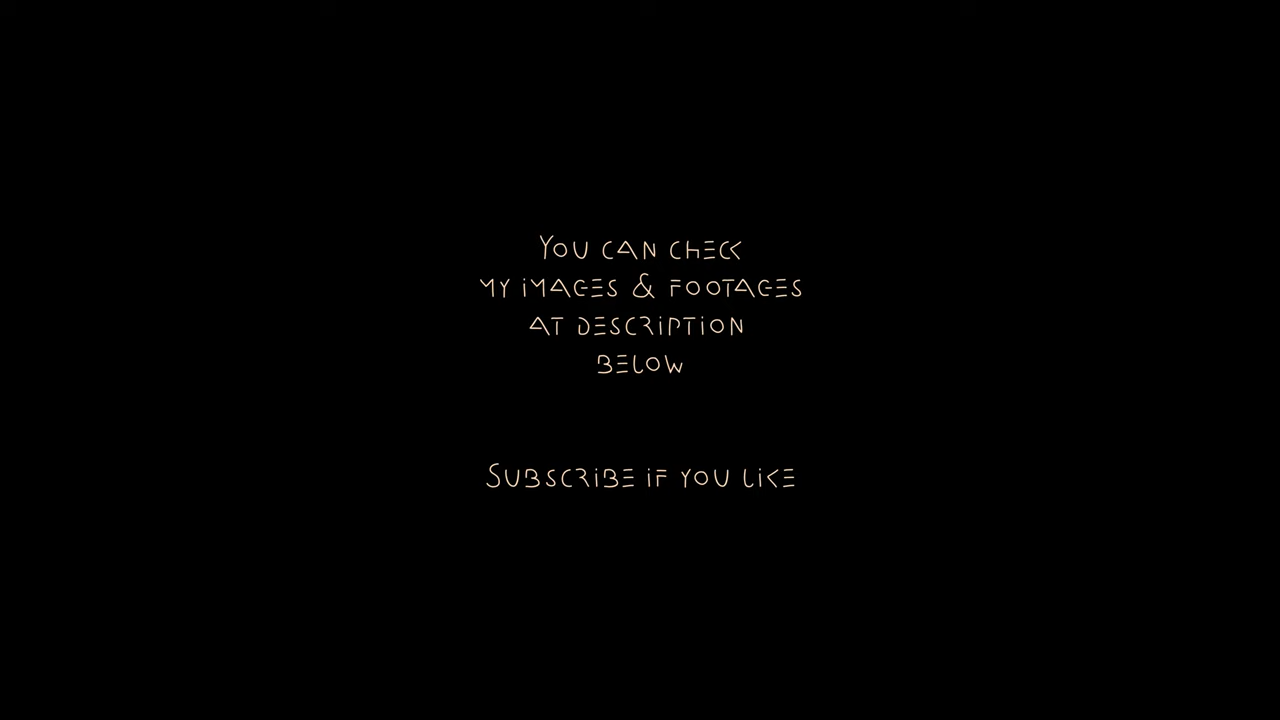 You can check
my images & footages
at description
below
Subscribe if you like